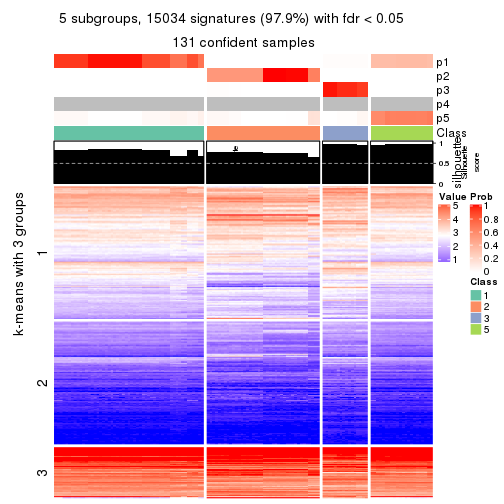 5 subgroups, 15034 signatures (97.9%) with fdr < 0.05
131 confident samples
p1
p2
p3
p4
p5
Class
1
0.5
0
silhouette
Silhouette
score
k-means with 3 groups
1
2
3
Value
5
4
3
2
1
Prob
1
0.8
0.6
0.4
0.2
0
Class
1
2
3
5